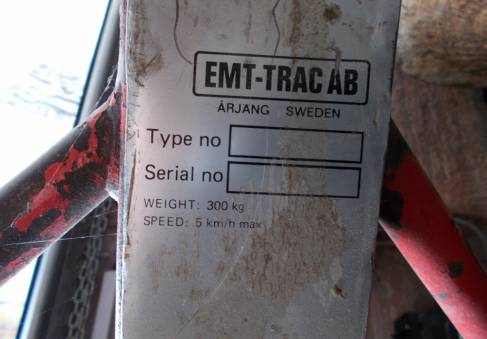 EMT-TRAC AB
ÅRJANG SWEDEN
Type no
Serial no
WEIGHT: 300 kg
SPEED: 5 km/h max